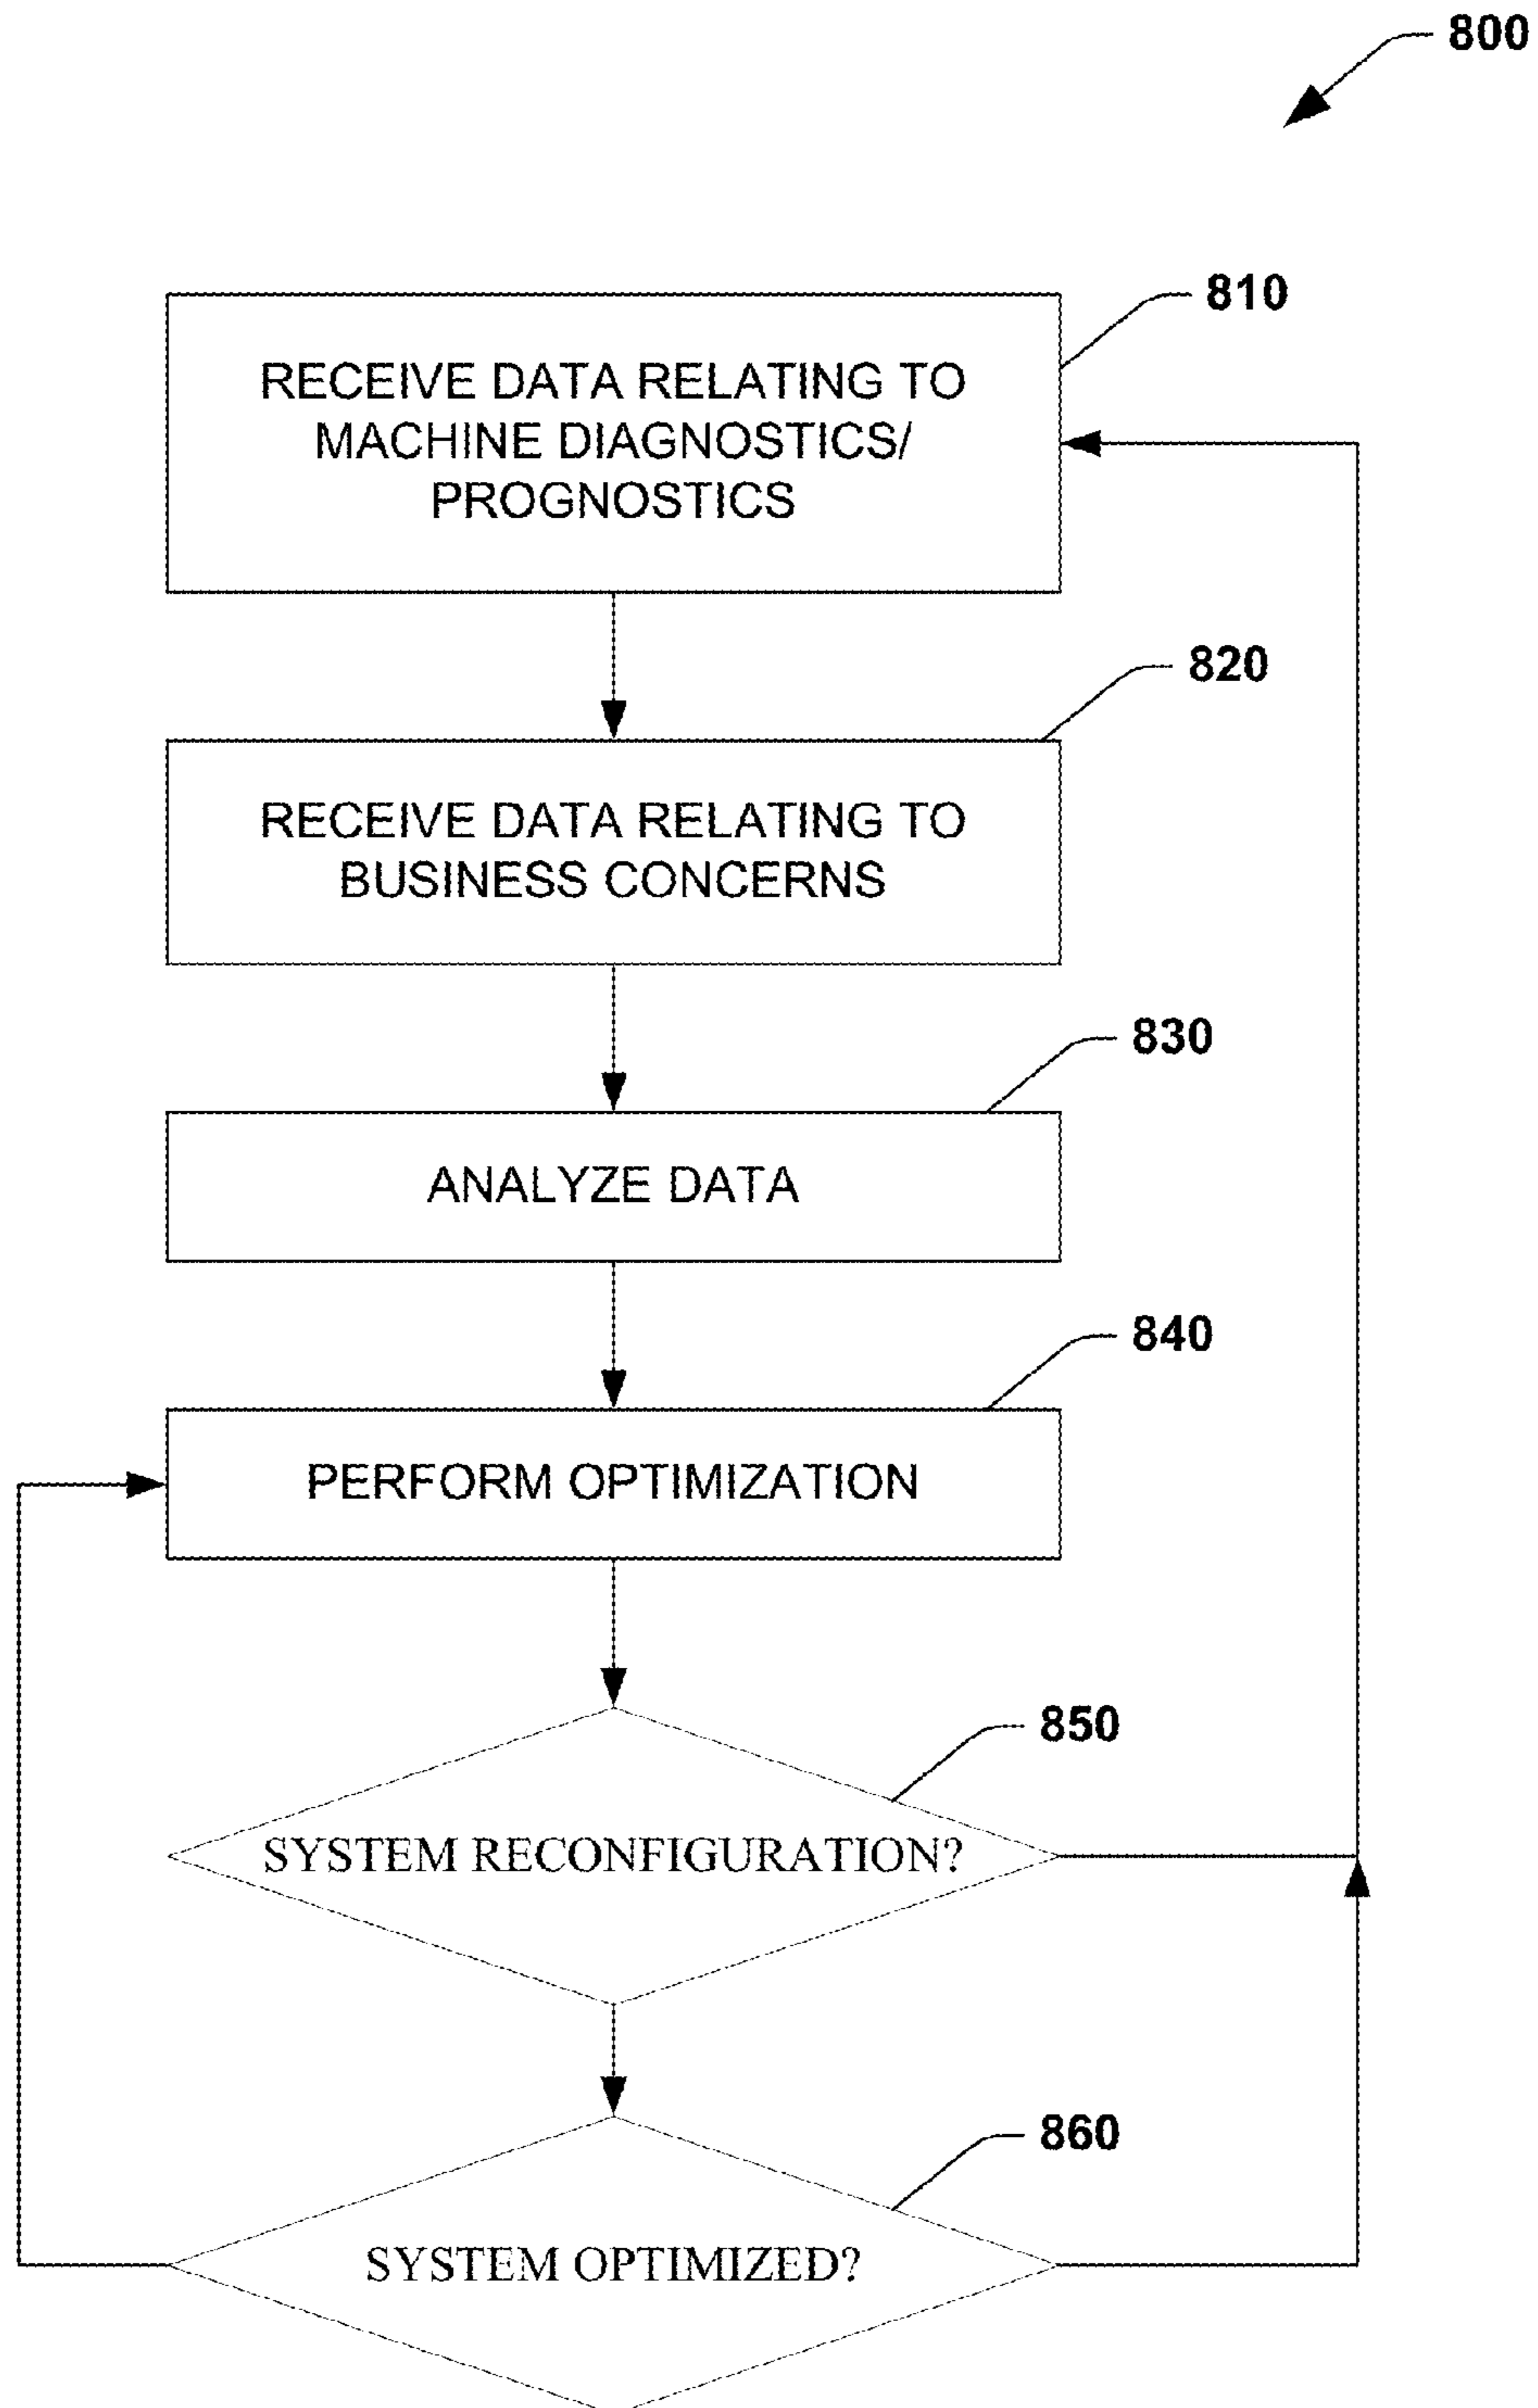 800
810
RECEIVE DATA RELATING TO
MACHINE DIAGNOSTICS/
PROGNOSTICS
820
RECEIVE DATA RELATING TO
BUSINESS CONCERNS
830
ANALYZE DATA
840
PERFORM OPTIMIZATION
850
SYSTEM RECONFIGURATION?
860
SYSTEM OPTIMIZED?